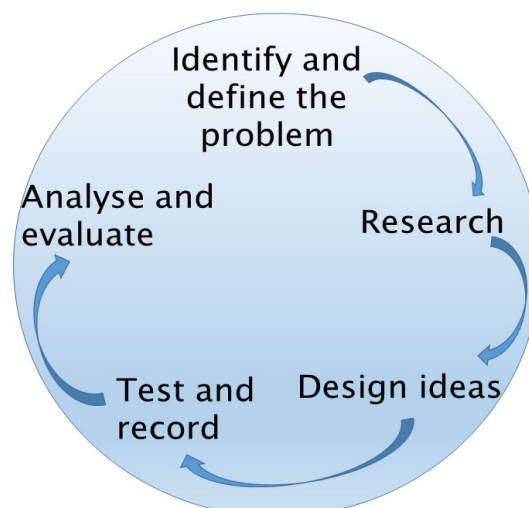 Identify and
define the
problem
Research
Design ideas
Test and
record
Analyse and
evaluate